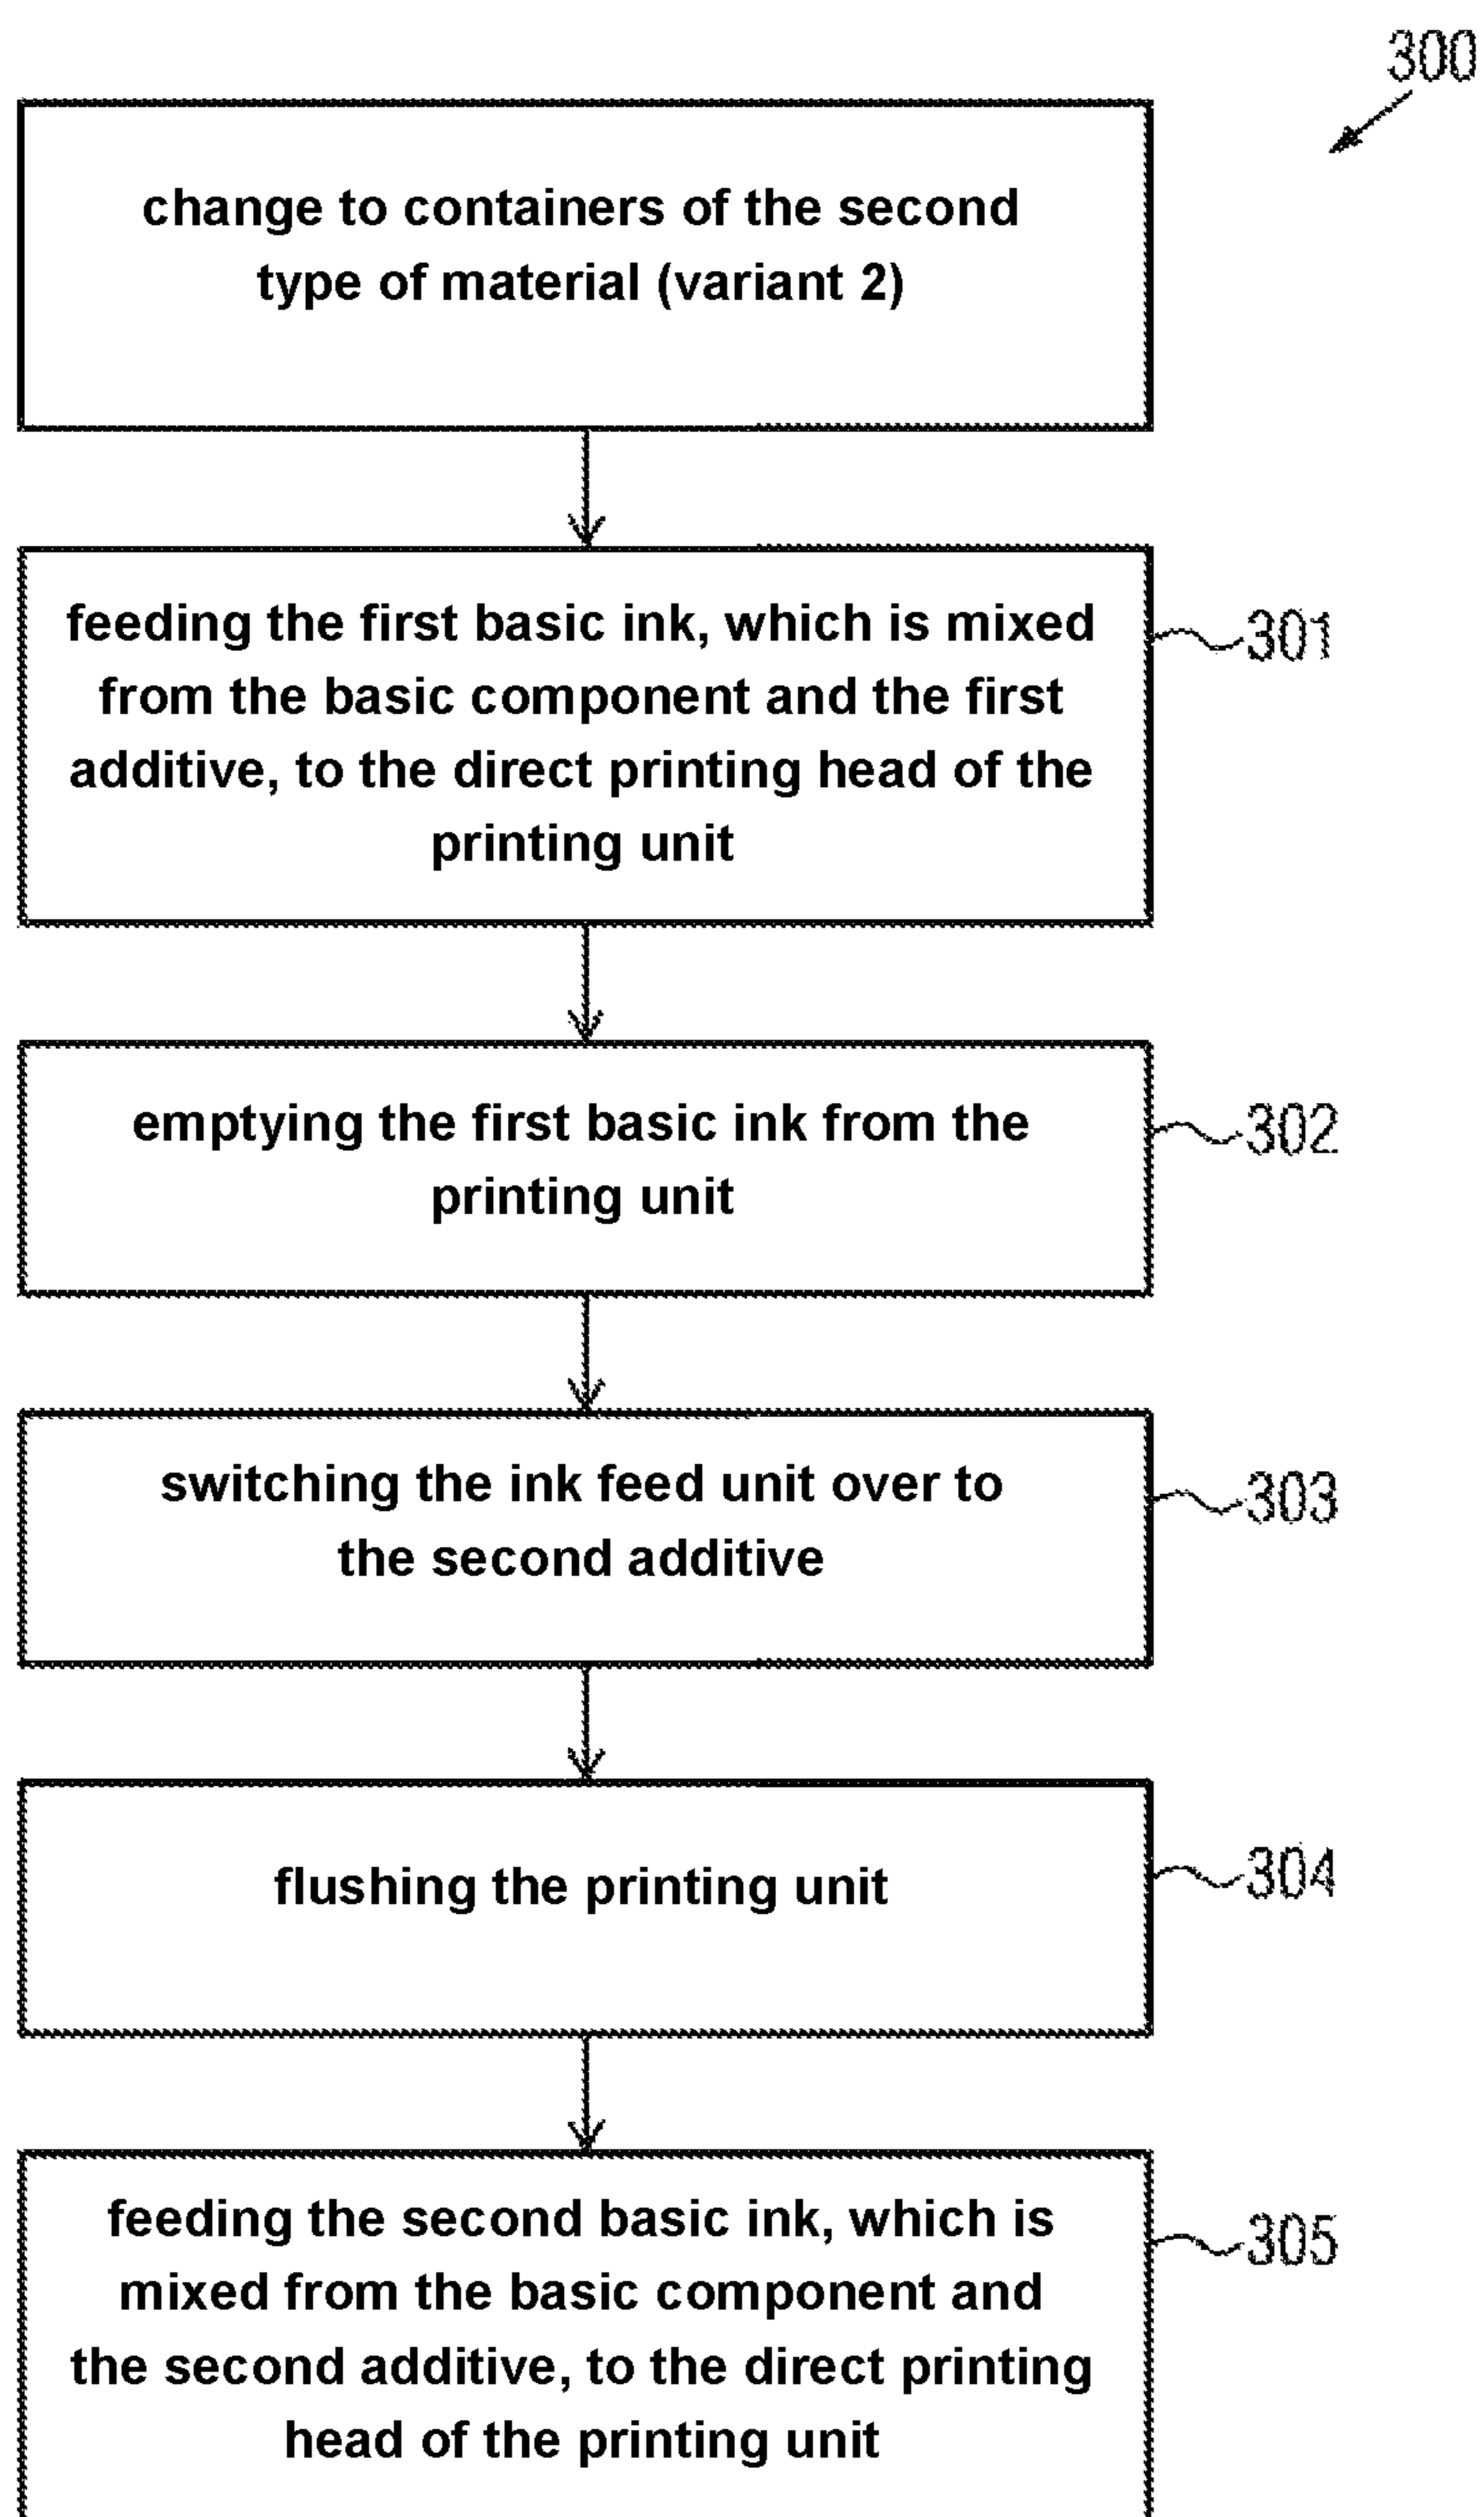 300
change to containers of the second
type of material (variant 2)
feeding the first basic ink, which is mixed
from the basic component and the first
additive, to the direct printing head of the
printing unit
301
emptying the first basic ink from the
printing unit
302
switching the ink feed unit over to
the second additive
303
flushing the printing unit
304
feeding the second basic ink, which is
mixed from the basic component and
the second additive, to the direct printing
head of the printing unit
305